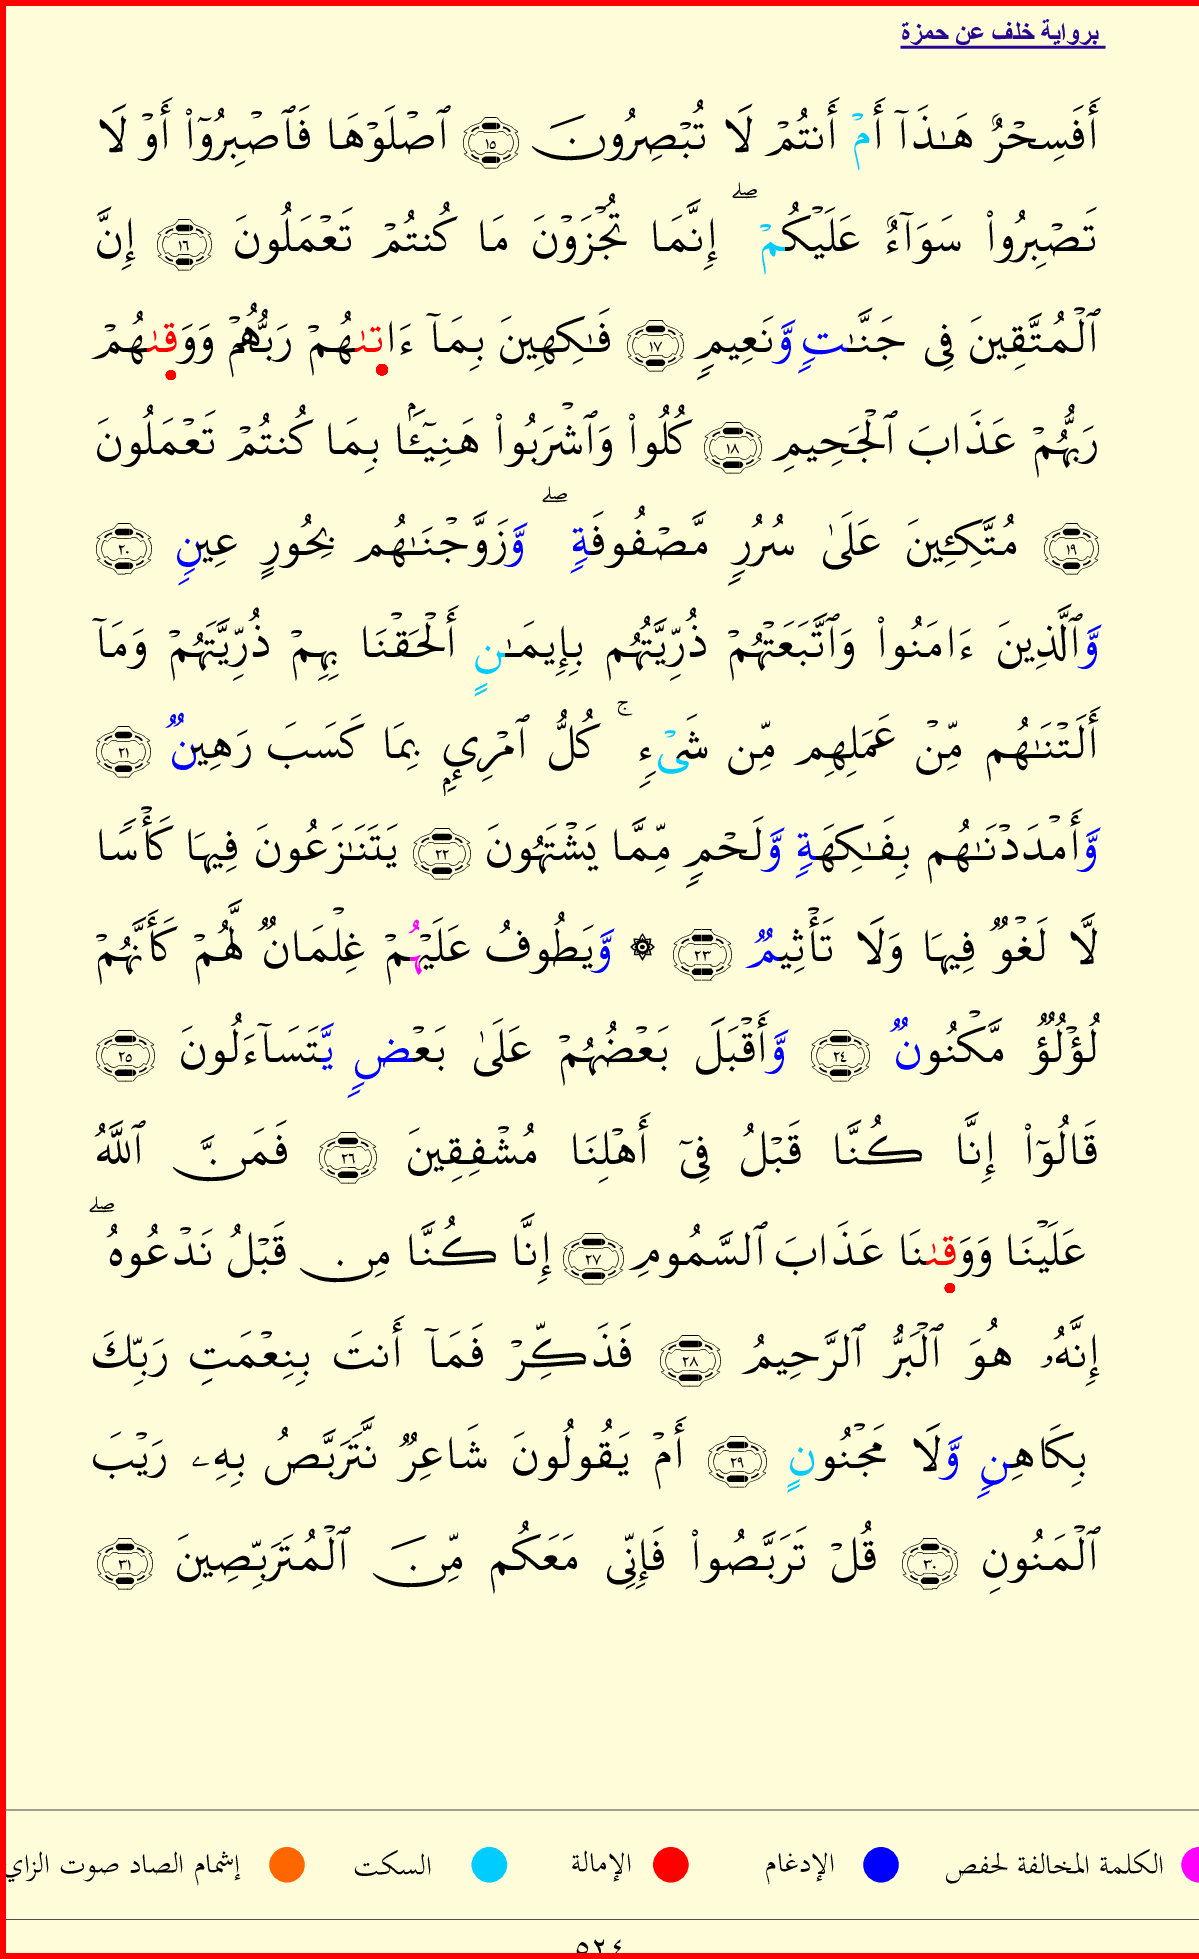 برواية خلف عن حمزة
أَفَسِحْرٌ هَـٰذَآ أَمْ أَنتُمْ لَا تُبْصِرُونَ ١٥ ٱصْلَوْهَا فَٱصْبِرُوٓا۟ أَوْ لَا
تَصْبِرُوا۟ سَوَآءٌ عَلَيْكُمْ ۖ إِنَّمَا تُجْزَوْنَ مَا كُنتُمْ تَعْمَلُونَ ١٦ إِنَّ
ٱلْمُتَّقِينَ فِى جَنَّـٰتٍ وَّنَعِيمٍ ١٧ فَـٰكِهِينَ بِمَآ ءَاتىٰهُمْ رَبُّهُمْ وَوَقىٰهُمْ
رَبُّهُمْ عَذَابَ ٱلْجَحِيمِ ١٨ كُلُوا۟ وَٱشْرَبُوا۟ هَنِيٓـَٔۢا بِمَا كُنتُمْ تَعْمَلُونَ
١٩ مُتَّكِـِٔينَ عَلَىٰ سُرُرٍ مَّصْفُوفَةٍ ۖ وَّزَوَّجْنَـٰهُم بِحُورٍ عِينٍ ٢٠
وَّٱلَّذِينَ ءَامَنُوا۟ وَٱتَّبَعَتْهُمْ ذُرِّيَّتُهُم بِإِيمَـٰنٍ أَلْحَقْنَا بِهِمْ ذُرِّيَّتَهُمْ وَمَآ
أَلَتْنَـٰهُم مِّنْ عَمَلِهِم مِّن شَىْءٍ ۚ كُلُّ ٱمْرِئٍۭ بِمَا كَسَبَ رَهِينٌ ٢١
وَّأَمْدَدْنَـٰهُم بِفَـٰكِهَةٍ وَّلَحْمٍ مِّمَّا يَشْتَهُونَ ٢٢ يَتَنَـٰزَعُونَ فِيهَا كَأْسًا
لَّا لَغْوٌ فِيهَا وَلَا تَأْثِيمٌ ٢٣ ۞ وَّيَطُوفُ عَلَيْهُمْ غِلْمَانٌ لَّهُمْ كَأَنَّهُمْ
لُؤْلُؤٌ مَّكْنُونٌ ٢٤ وَّأَقْبَلَ بَعْضُهُمْ عَلَىٰ بَعْضٍ يَّتَسَآءَلُونَ ٢٥
قَالُوٓا۟ إِنَّا كُنَّا قَبْلُ فِىٓ أَهْلِنَا مُشْفِقِينَ ٢٦ فَمَنَّ ٱللَّهُ
عَلَيْنَا وَوَقىٰنَا عَذَابَ ٱلسَّمُومِ ٢٧ إِنَّا كُنَّا مِن قَبْلُ نَدْعُوهُ ۖ
إِنَّهُۥ هُوَ ٱلْبَرُّ ٱلرَّحِيمُ ٢٨ فَذَكِّرْ فَمَآ أَنتَ بِنِعْمَتِ رَبِّكَ
بِكَاهِنٍ وَّلَا مَجْنُونٍ ٢٩ أَمْ يَقُولُونَ شَاعِرٌ نَّتَرَبَّصُ بِهِۦ رَيْبَ
ٱلْمَنُونِ ٣٠ قُلْ تَرَبَّصُوا۟ فَإِنِّى مَعَكُم مِّنَ ٱلْمُتَرَبِّصِينَ ٣١
الكلمة المخالفة لحفص الإدغام الإمالة السكت إشمام الصاد صوت الزاي
٥٢٤